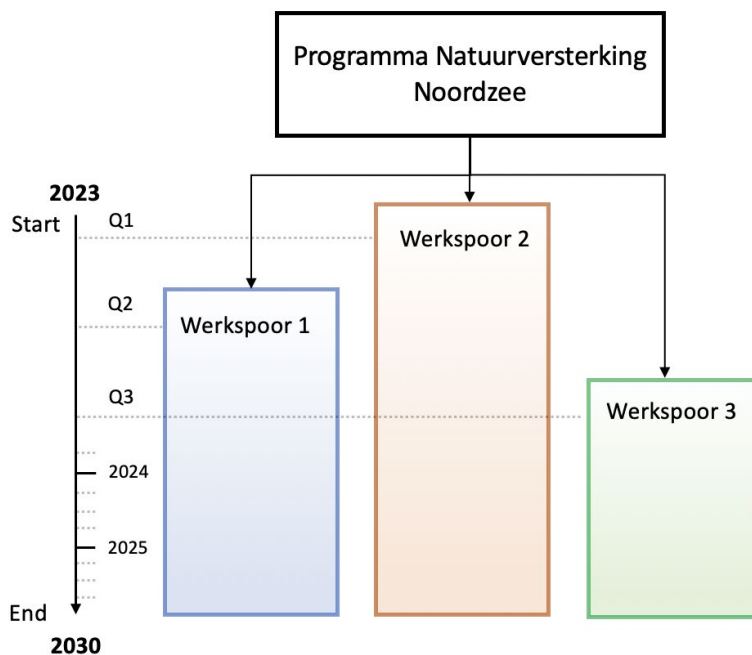 Programma Natuurversterking
Noordzee
2023
Start
Q1
Werkspoor 2
Q2
Werkspoor 1
Q3
Werkspoor 3
2024
2025
End
2030